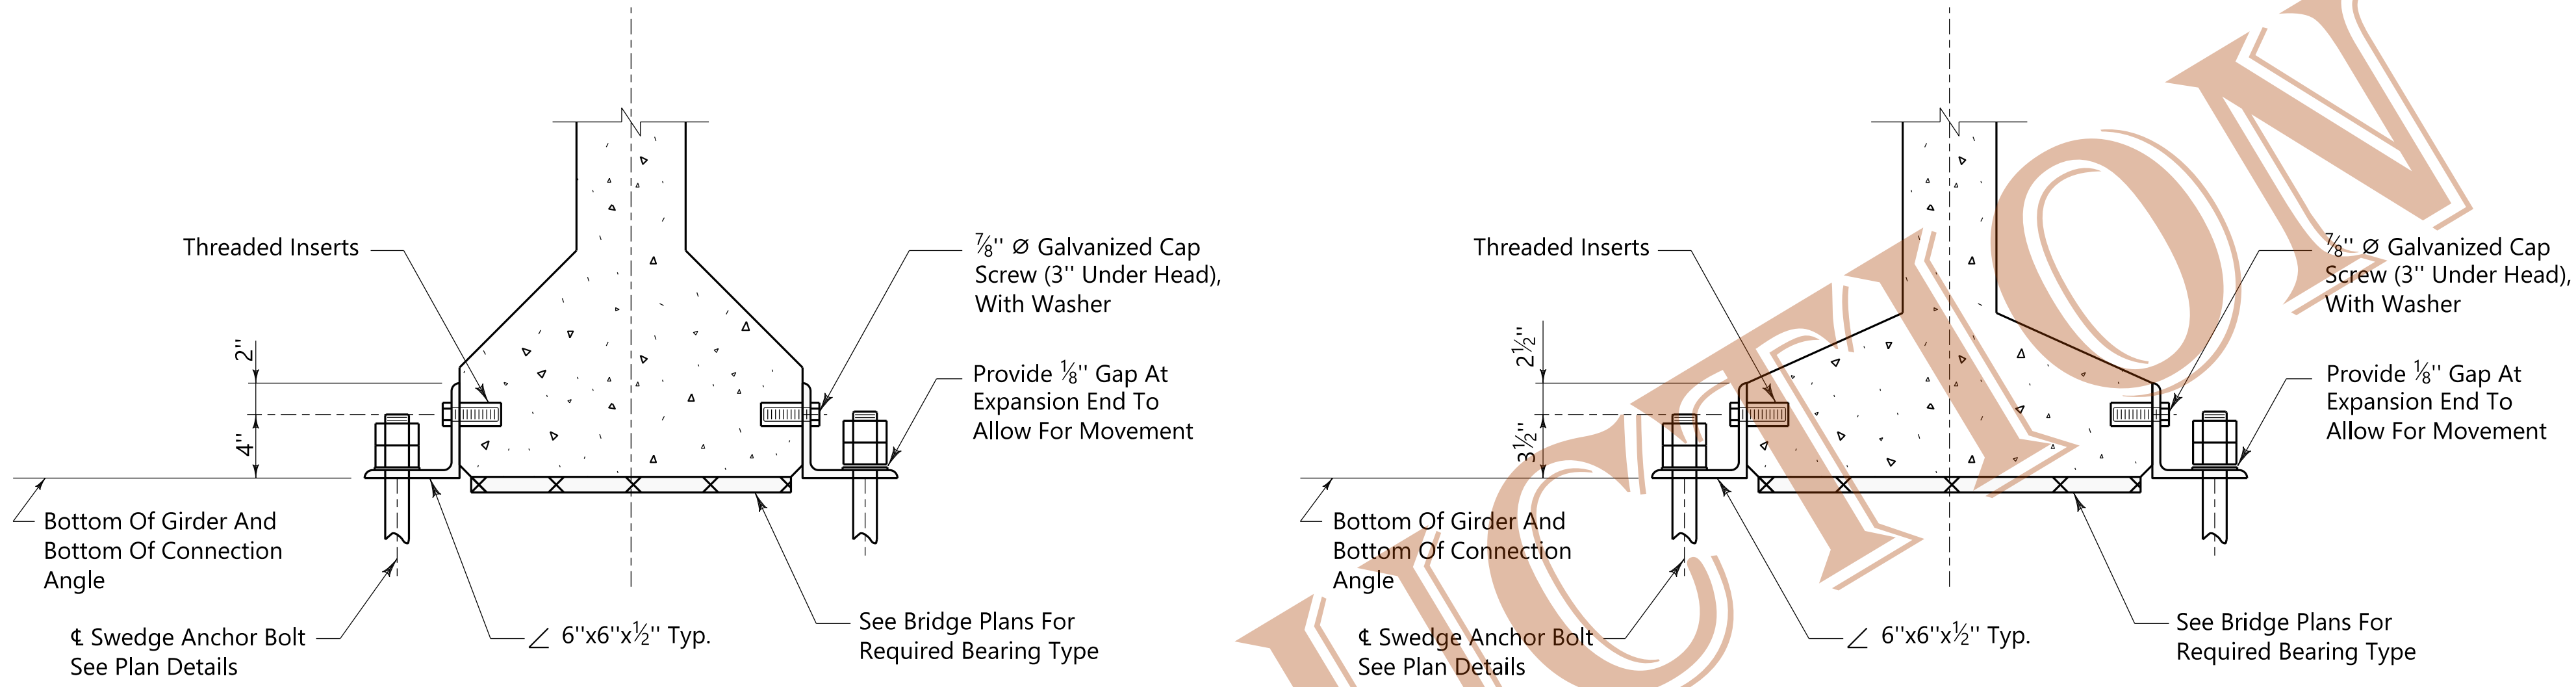 Threaded Inserts
⅞'' Ø Galvanized Cap
Screw (3'' Under Head),
With Washer
2''
4''
Provide ⅛'' Gap At
Expansion End To
Allow For Movement
Bottom Of Girder And
Bottom Of Connection
Angle
℄ Swedge Anchor Bolt
See Plan Details
∠ 6''x6''x½'' Typ.
See Bridge Plans For
Required Bearing Type
Threaded Inserts
⅞'' Ø Galvanized Cap
Screw (3'' Under Head),
With Washer
2½''
3½''
Provide ⅛'' Gap At
Expansion End To
Allow For Movement
Bottom Of Girder And
Bottom Of Connection
Angle
℄ Swedge Anchor Bolt
See Plan Details
∠ 6''x6''x½'' Typ.
See Bridge Plans For
Required Bearing Type
UCTION